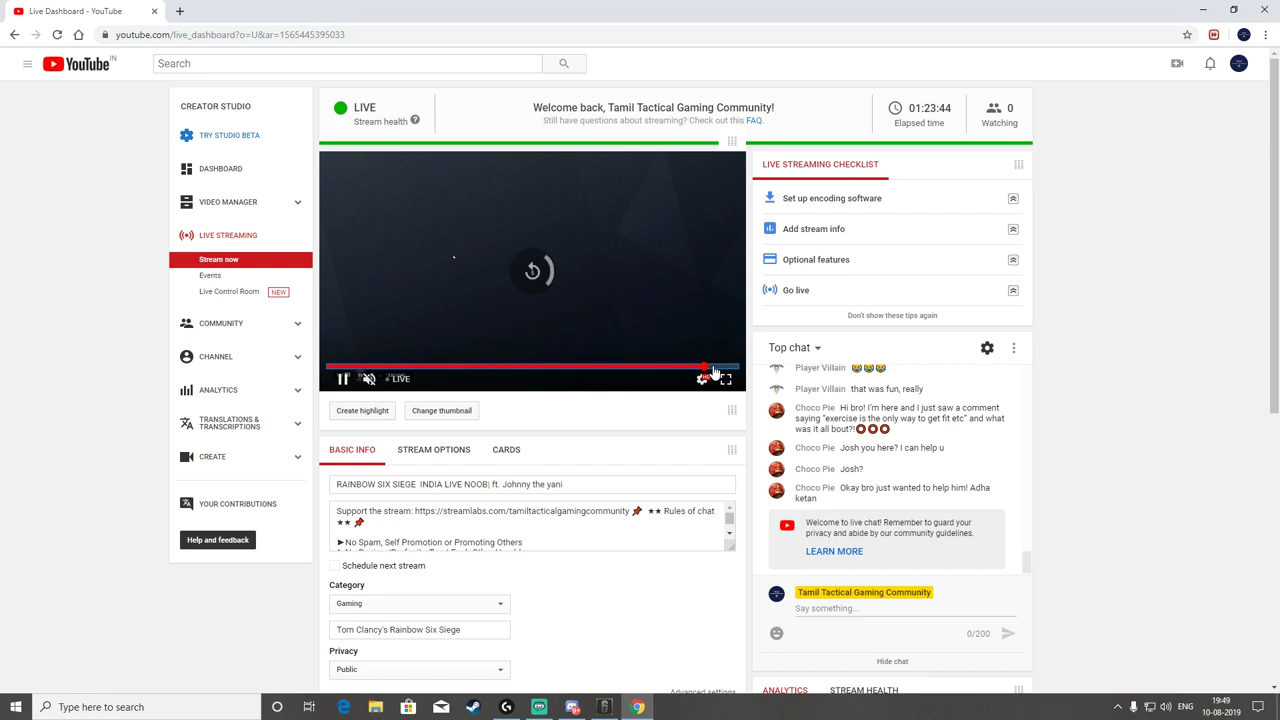 Live Dashboard - YouTube
youtube.com/live_dashboard?o=U&ar=1565445395033
YouTube IN
Search
CREATOR STUDIO
TRY STUDIO BETA
DASHBOARD
VIDEO MANAGER
LIVE STREAMING
Stream now
Events
Live Control Room NEW
COMMUNITY
CHANNEL
ANALYTICS
TRANSLATIONS &
TRANSCRIPTIONS
CREATE
YOUR CONTRIBUTIONS
Help and feedback
LIVE
Stream health ?
Welcome back, Tamil Tactical Gaming Community!
Still have questions about streaming? Check out this FAQ.
01:23:44
Elapsed time
0
Watching
5
LIVE
Create highlight
Change thumbnail
BASIC INFO
STREAM OPTIONS
CARDS
RAINBOW SIX SIEGE INDIA LIVE NOOB| ft. Johnny the yani
Support the stream: https://streamlabs.com/tamiltacticalgamingcommunity 📌 ★★ Rules of chat
★★ 📌
►No Spam, Self Promotion or Promoting Others
Schedule next stream
Category
Gaming
Tom Clancy's Rainbow Six Siege
Privacy
Public
Advanced settings
LIVE STREAMING CHECKLIST
Set up encoding software
Add stream info
Optional features
Go live
Don't show these tips again
Top chat
Player Villain 😹😹😹
Player Villain that was fun, really
Choco Pie Hi bro! I'm here and I just saw a comment
saying "exercise is the only way to get fit etc" and what
was it all bout?!⭕⭕⭕
Choco Pie Josh you here? I can help u
Choco Pie Josh?
Choco Pie Okay bro just wanted to help him! Adha
ketan
Welcome to live chat! Remember to guard your
privacy and abide by our community guidelines.
LEARN MORE
Tamil Tactical Gaming Community
Say something...
0/200
Hide chat
ANALYTICS
STREAM HEALTH
Type here to search
19:49
10-08-2019